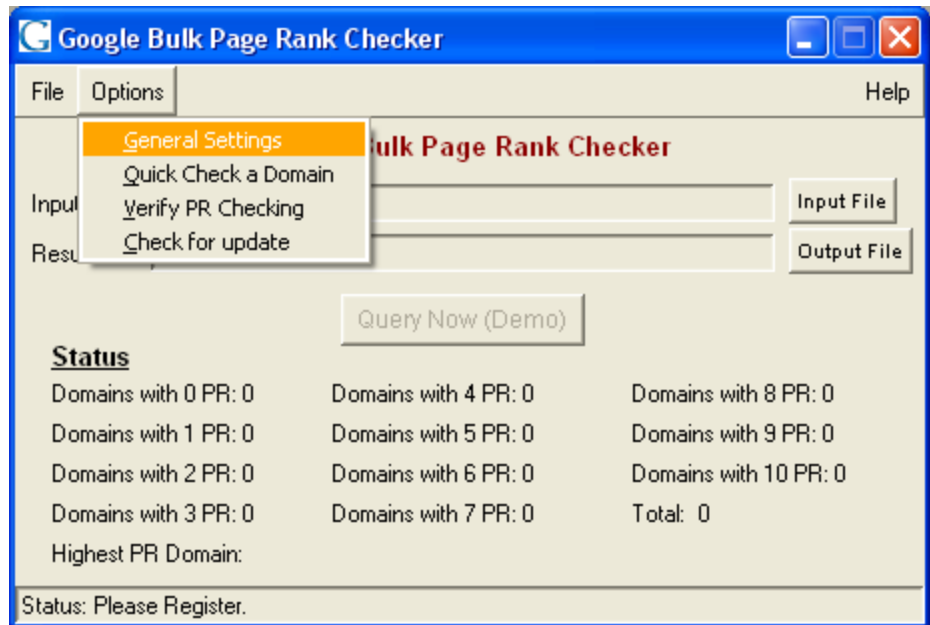 Google Bulk Page Rank Checker
File Options Help
General Settings
Quick Check a Domain
Verify PR Checking
Check for update
Bulk Page Rank Checker
Input File
Output File
Query Now (Demo)
Status
Domains with 0 PR: 0 Domains with 4 PR: 0 Domains with 8 PR: 0
Domains with 1 PR: 0 Domains with 5 PR: 0 Domains with 9 PR: 0
Domains with 2 PR: 0 Domains with 6 PR: 0 Domains with 10 PR: 0
Domains with 3 PR: 0 Domains with 7 PR: 0 Total: 0
Highest PR Domain:
Status: Please Register.